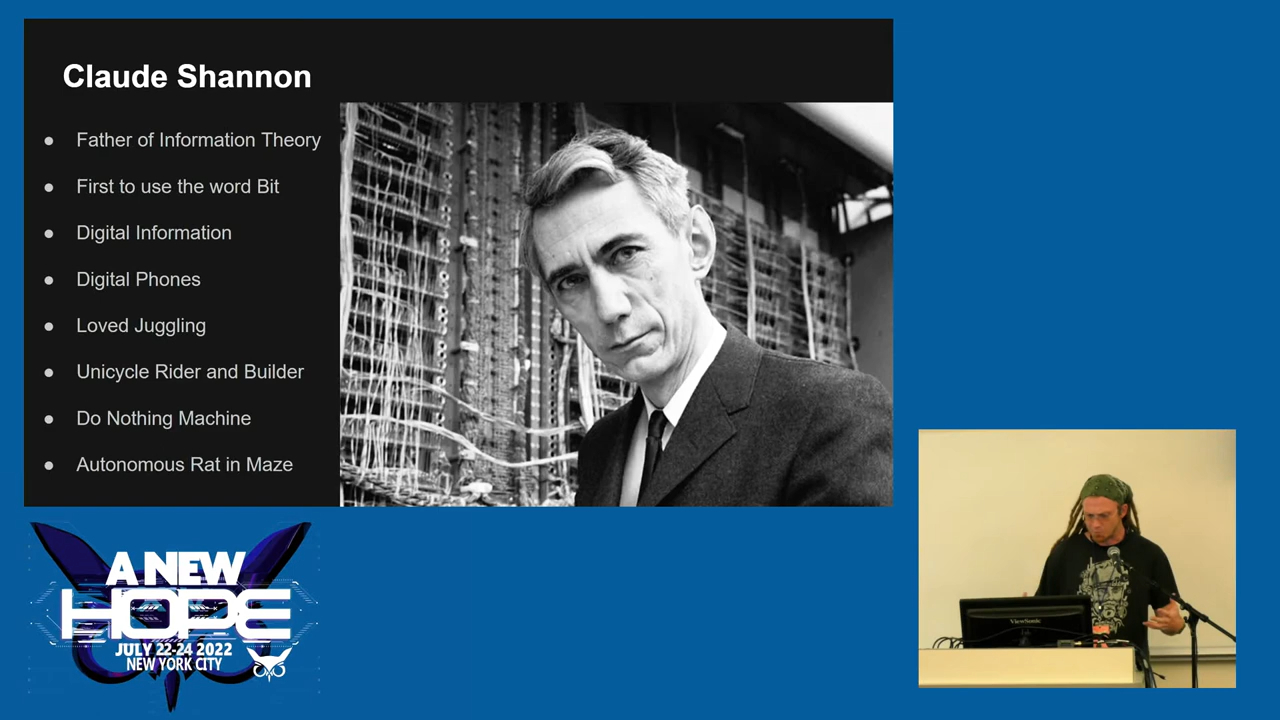 Claude Shannon
● Father of Information Theory
● First to use the word Bit
● Digital Information
● Digital Phones
● Loved Juggling
● Unicycle Rider and Builder
● Do Nothing Machine
● Autonomous Rat in Maze
A NEW
HOPE
JULY 22-24 2022
NEW YORK CITY
ViewSonic